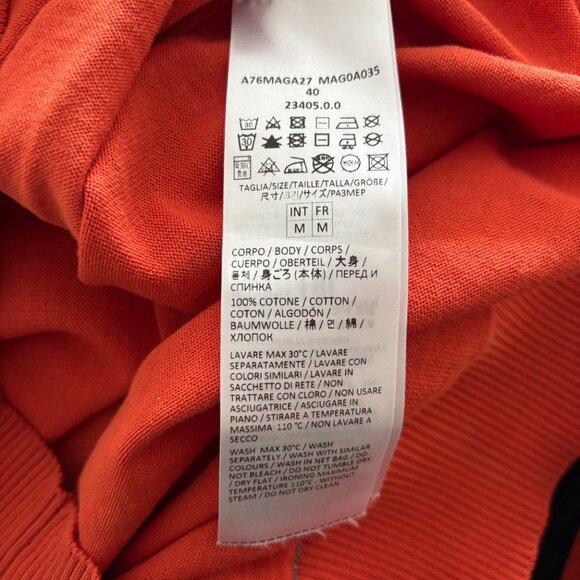 A76MAGA27 MAG0A035
40
23405.0.0
TAGLIA/SIZE/TAILLE/TALLA/GRÖßE/
尺寸/크기/サイズ/РАЗМЕР
INT FR
M M
CORPO / BODY / CORPS /
CUERPO / OBERTEIL / 大身/
몸체 / 身ごろ (本体) / ПЕРЕД И
СПИНКА
100% COTONE / COTTON /
COTON / ALGODÓN /
BAUMWOLLE / 棉 / 면 / 綿 /
ХЛОПОК
LAVARE MAX 30°C / LAVARE
SEPARATAMENTE / LAVARE CON
COLORI SIMILARI / LAVARE IN
SACCHETTO DI RETE / NON
TRATTARE CON CLORO / NON USARE
ASCIUGATRICE / ASCIUGARE IN
PIANO / STIRARE A TEMPERATURA
MASSIMA 110 °C / NON LAVARE A
SECCO
WASH MAX 30°C / WASH
SEPARATELY / WASH WITH SIMILAR
COLOURS / WASH IN NET BAG / DO
NOT BLEACH / DO NOT TUMBLE DRY
/ DRY FLAT / IRONING MAXIMUM
TEMPERATURE 110°C - WITHOUT
STEAM / DO NOT DRY CLEAN